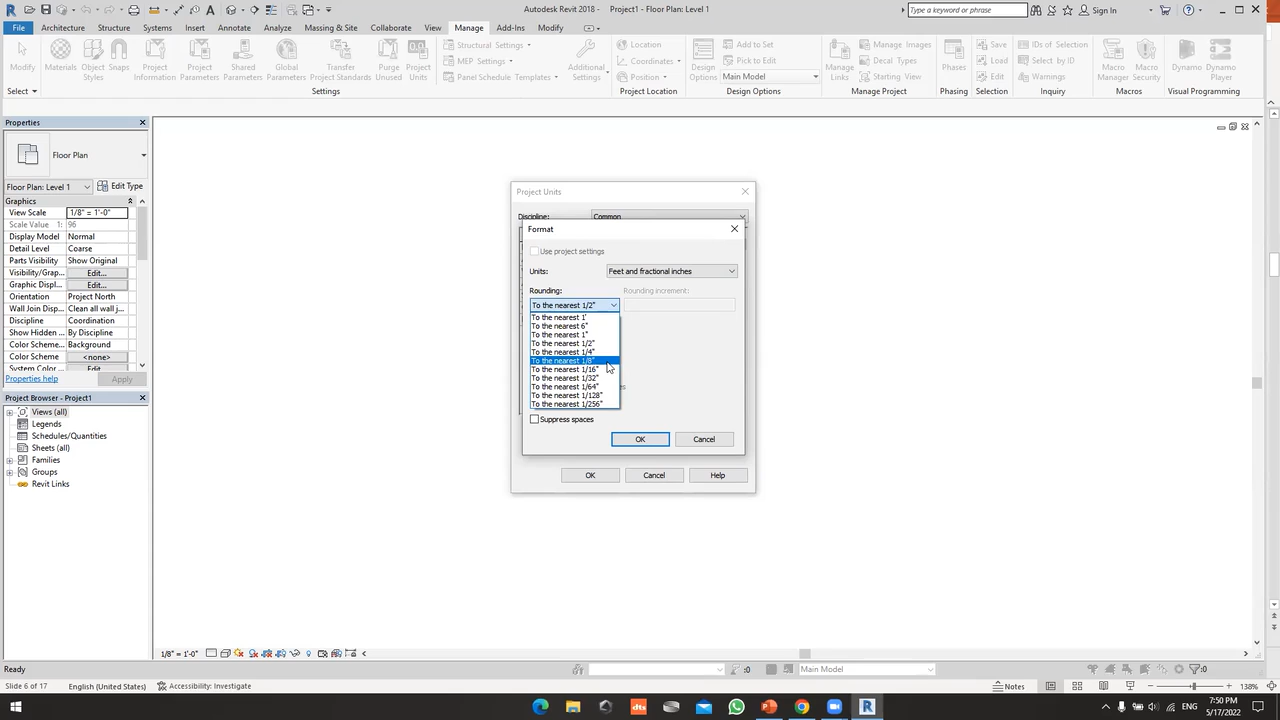 Autodesk Revit 2018 - Project1 - Floor Plan: Level 1
Type a keyword or phrase
Sign In
File Architecture Structure Systems Insert Annotate Analyze Massing & Site Collaborate View Manage Add-Ins Modify
Modify
Materials
Object Styles
Snaps
Project Information
Project Parameters
Shared Parameters
Global Parameters
Transfer Project Standards
Purge Unused
Project Units
Structural Settings
MEP Settings
Panel Schedule Templates
Additional Settings
Location
Coordinates
Position
Design Options
Add to Set
Pick to Edit
Main Model
Manage Links
Manage Images
Decal Types
Starting View
Phases
Save
Load
Edit
IDs of Selection
Select by ID
Warnings
Macro Manager
Macro Security
Dynamo
Dynamo Player
Select Settings Project Location Design Options Manage Project Phasing Selection Inquiry Macros Visual Programming
Properties
Floor Plan
Floor Plan: Level 1 Edit Type
Graphics
View Scale 1/8" = 1'-0"
Scale Value 1: 96
Display Model Normal
Detail Level Coarse
Parts Visibility Show Original
Visibility/Grap... Edit...
Graphic Displ... Edit...
Orientation Project North
Wall Join Disp... Clean all wall j...
Discipline Coordination
Show Hidden ... By Discipline
Color Scheme ... Background
Color Scheme <none>
System Color... Edit...
Properties help Apply
Project Browser - Project1
Views (all)
Legends
Schedules/Quantities
Sheets (all)
Families
Groups
Revit Links
Project Units
Discipline: Common
Format
Use project settings
Units: Feet and fractional inches
Rounding: Rounding increment:
To the nearest 1/2"
To the nearest 1'
To the nearest 6"
To the nearest 1"
To the nearest 1/2"
To the nearest 1/4"
To the nearest 1/8"
To the nearest 1/16"
To the nearest 1/32"
To the nearest 1/64"
To the nearest 1/128"
To the nearest 1/256"
Suppress spaces
OK Cancel
OK Cancel Help
1/8" = 1'-0"
Ready :0 Main Model :0
Slide 6 of 17 English (United States) Accessibility: Investigate Notes 138%
dts
ENG
7:50 PM
5/17/2022